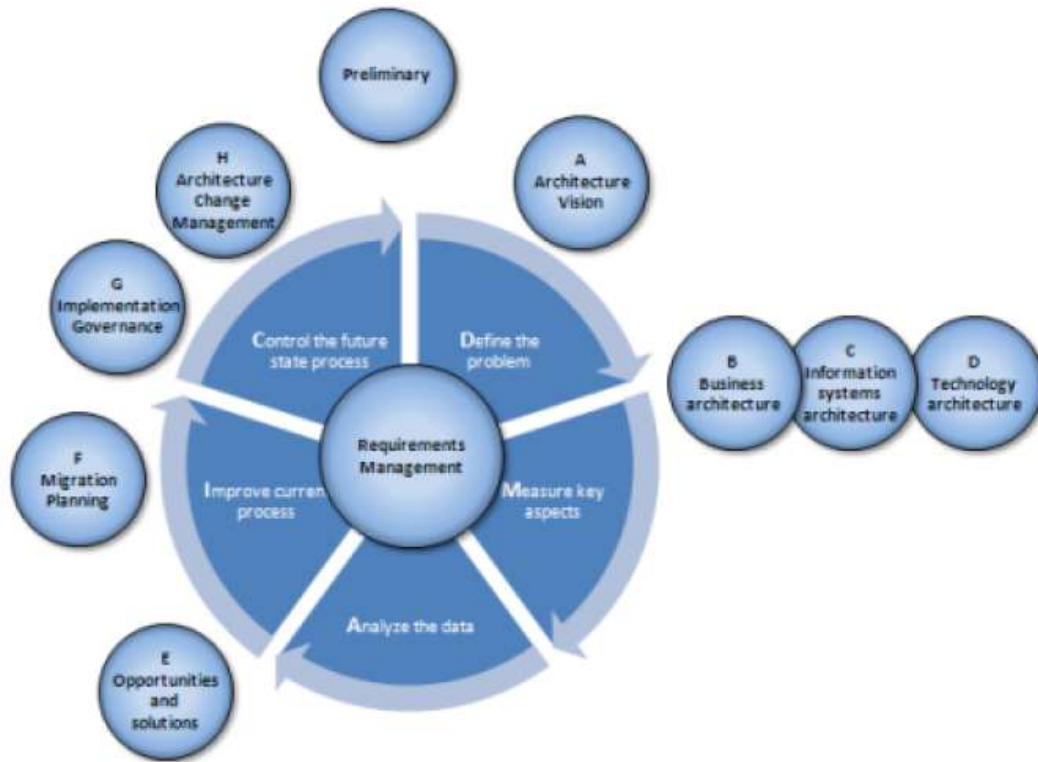 Preliminary
A
Architecture
Vision
H
Architecture
Change
Management
G
Implementation
Governance
Control the future
state process
Define the
problem
B
Business
architecture
C
Information
systems
architecture
D
Technology
architecture
Requirements
Management
F
Migration
Planning
Improve curren
process
Measure key
aspects
Analyze the data
E
Opportunities
and
solutions